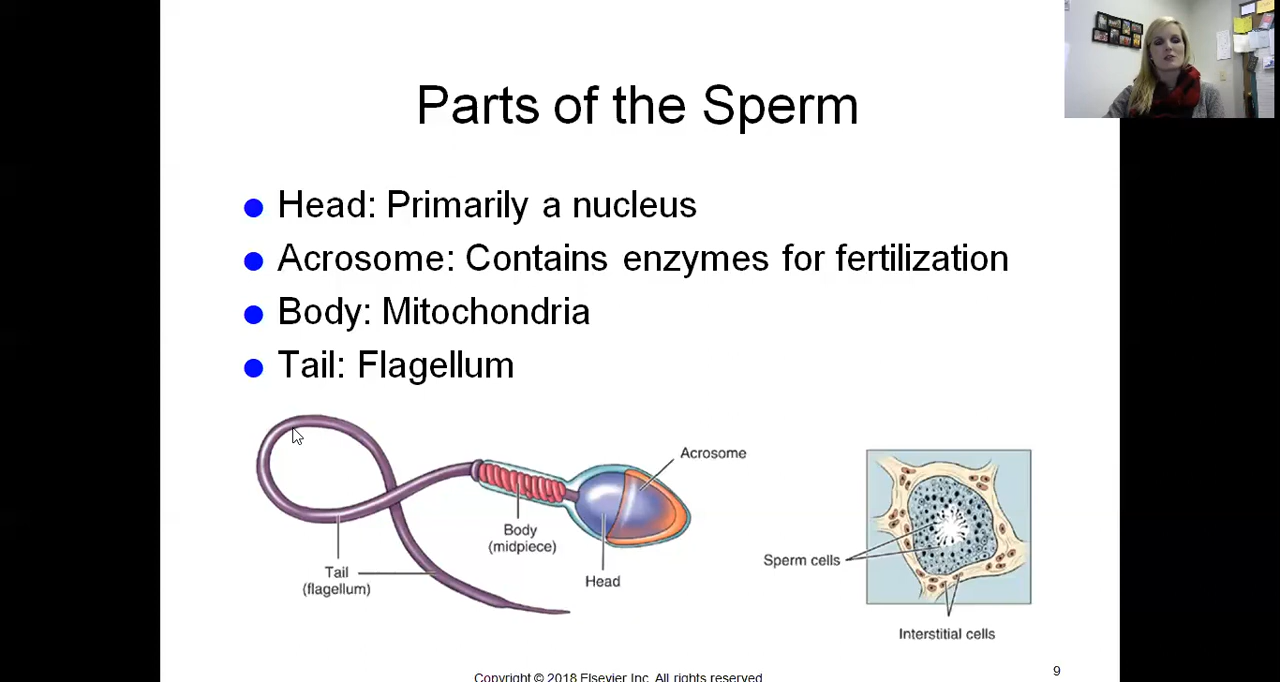 Parts of the Sperm
● Head: Primarily a nucleus
● Acrosome: Contains enzymes for fertilization
● Body: Mitochondria
● Tail: Flagellum
Acrosome
Body
(midpiece)
Head
Tail
(flagellum)
Sperm cells
Interstitial cells
Copyright © 2018 Elsevier Inc. All rights reserved
9